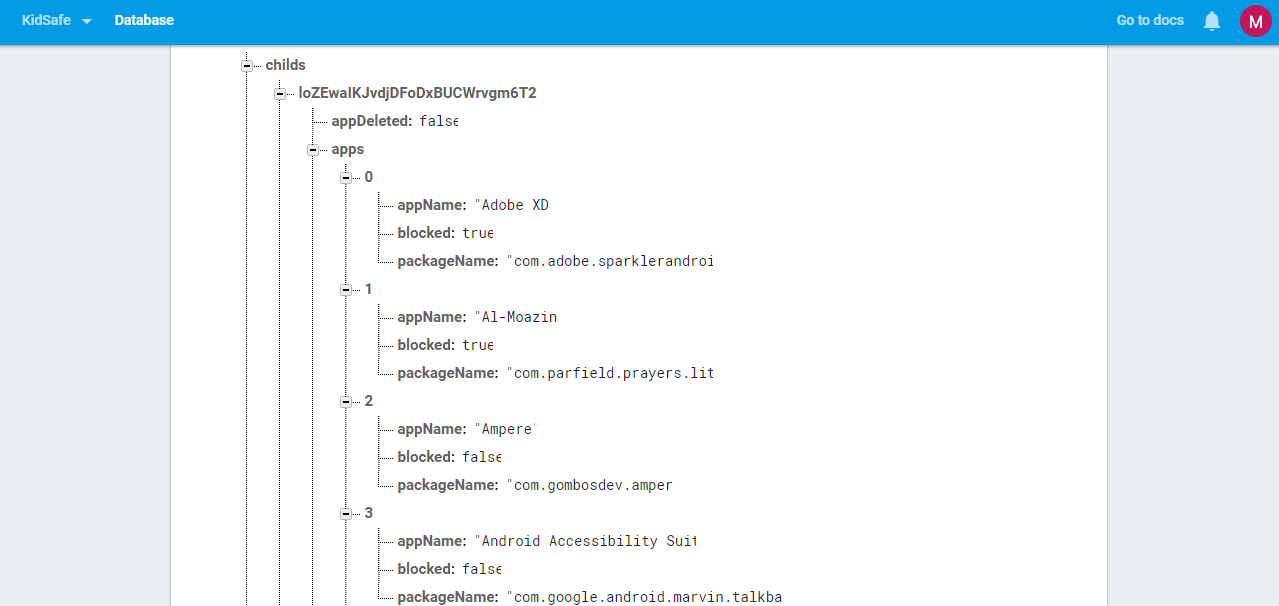 KidSafe Database Go to docs M
childs
loZEwaIKJvdjDFoDxBUCWrvgm6T2
appDeleted: false
apps
0
appName: "Adobe XD
blocked: true
packageName: "com.adobe.sparklerandroi
1
appName: "Al-Moazin
blocked: true
packageName: "com.parfield.prayers.lit
2
appName: "Ampere"
blocked: false
packageName: "com.gombosdev.amper
3
appName: "Android Accessibility Suit
blocked: false
packageName: "com.google.android.marvin.talkba